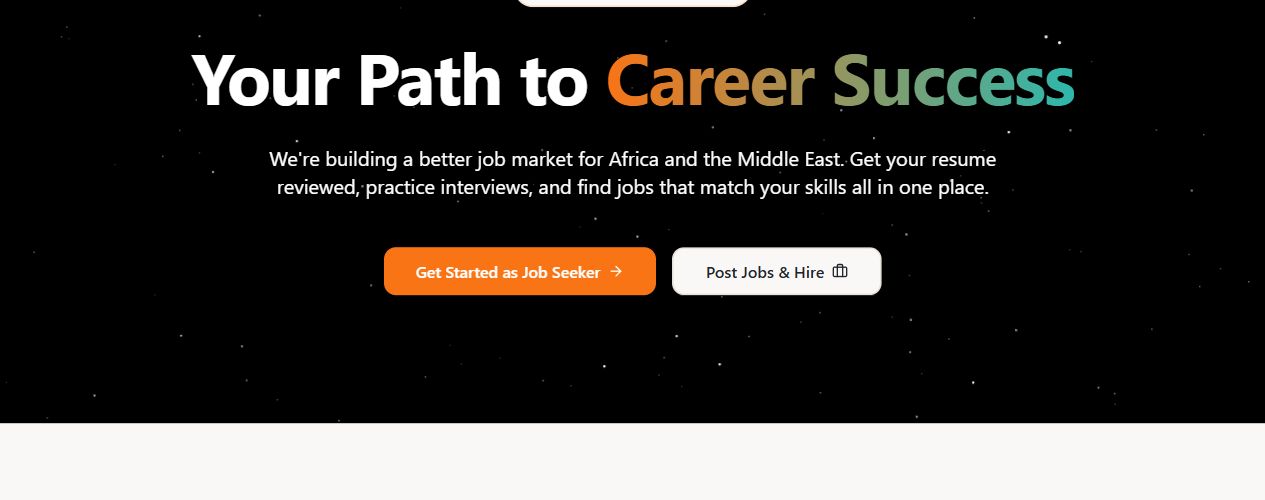 Your Path to Career Success
We're building a better job market for Africa and the Middle East. Get your resume
reviewed, practice interviews, and find jobs that match your skills all in one place.
Get Started as Job Seeker
Post Jobs & Hire